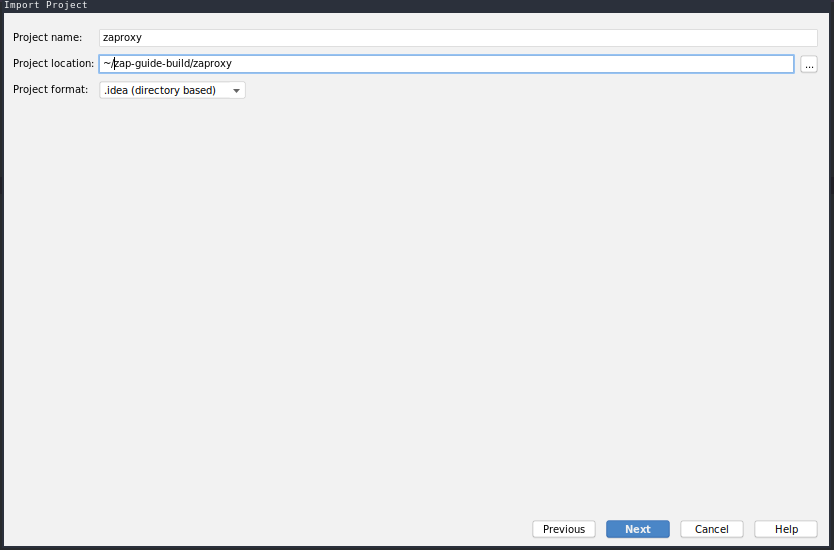 Import Project
Project name: zaproxy
Project location: ~/zap-guide-build/zaproxy ...
Project format: .idea (directory based)
Previous Next Cancel Help